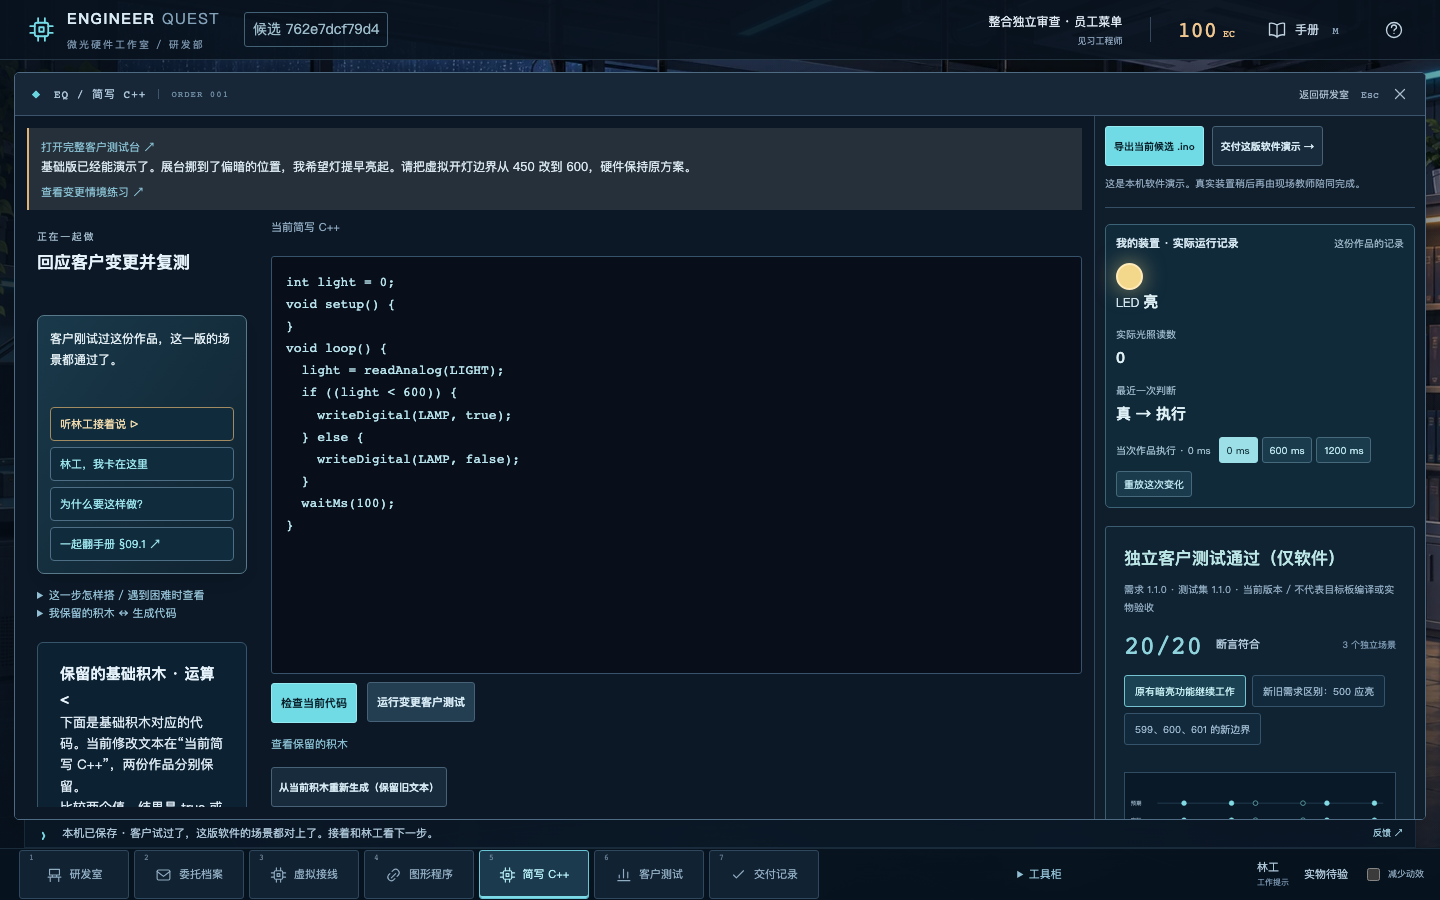 ENGINEER QUEST
微光硬件工作室 / 研发部
候选 762e7dcf79d4
整合独立审查 · 员工菜单
见习工程师
100 EC
手册 M
EQ / 简写 C++
ORDER 001
返回研发室 Esc
打开完整客户测试台 ↗
基础版已经能演示了。展台挪到了偏暗的位置，我希望灯提早亮起。请把虚拟开灯边界从 450 改到 600，硬件保持原方案。
查看变更情境练习 ↗
正在一起做
回应客户变更并复测
客户刚试过这份作品，这一版的场
景都通过了。
听林工接着说 ▷
林工，我卡在这里
为什么要这样做？
一起翻手册 §09.1 ↗
▶ 这一步怎样搭 / 遇到困难时查看
▶ 我保留的积木 ↔ 生成代码
保留的基础积木 · 运算
<
下面是基础积木对应的代
码。当前修改文本在“当前简
写 C++”，两份作品分别保
留。
比较两个值，结果是 true 或
当前简写 C++
int light = 0;
void setup() {
}
void loop() {
  light = readAnalog(LIGHT);
  if ((light < 600)) {
    writeDigital(LAMP, true);
  } else {
    writeDigital(LAMP, false);
  }
  waitMs(100);
}
检查当前代码
运行变更客户测试
查看保留的积木
从当前积木重新生成（保留旧文本）
导出当前候选 .ino
交付这版软件演示 →
这是本机软件演示。真实装置稍后再由现场教师陪同完成。
我的装置 · 实际运行记录
这份作品的记录
LED 亮
实际光照读数
0
最近一次判断
真 → 执行
当次作品执行 · 0 ms
0 ms
600 ms
1200 ms
重放这次变化
独立客户测试通过（仅软件）
需求 1.1.0 · 测试集 1.1.0 · 当前版本 / 不代表目标板编译或实
物验收
20/20 断言符合
3 个独立场景
原有暗亮功能继续工作
新旧需求区别：500 应亮
599、600、601 的新边界
预期
› 本机已保存 · 客户试过了，这版软件的场景都对上了。接着和林工看下一步。
反馈 ↗
1 研发室
2 委托档案
3 虚拟接线
4 图形程序
5 简写 C++
6 客户测试
7 交付记录
▶ 工具柜
林工
工作提示
实物待验
减少动效